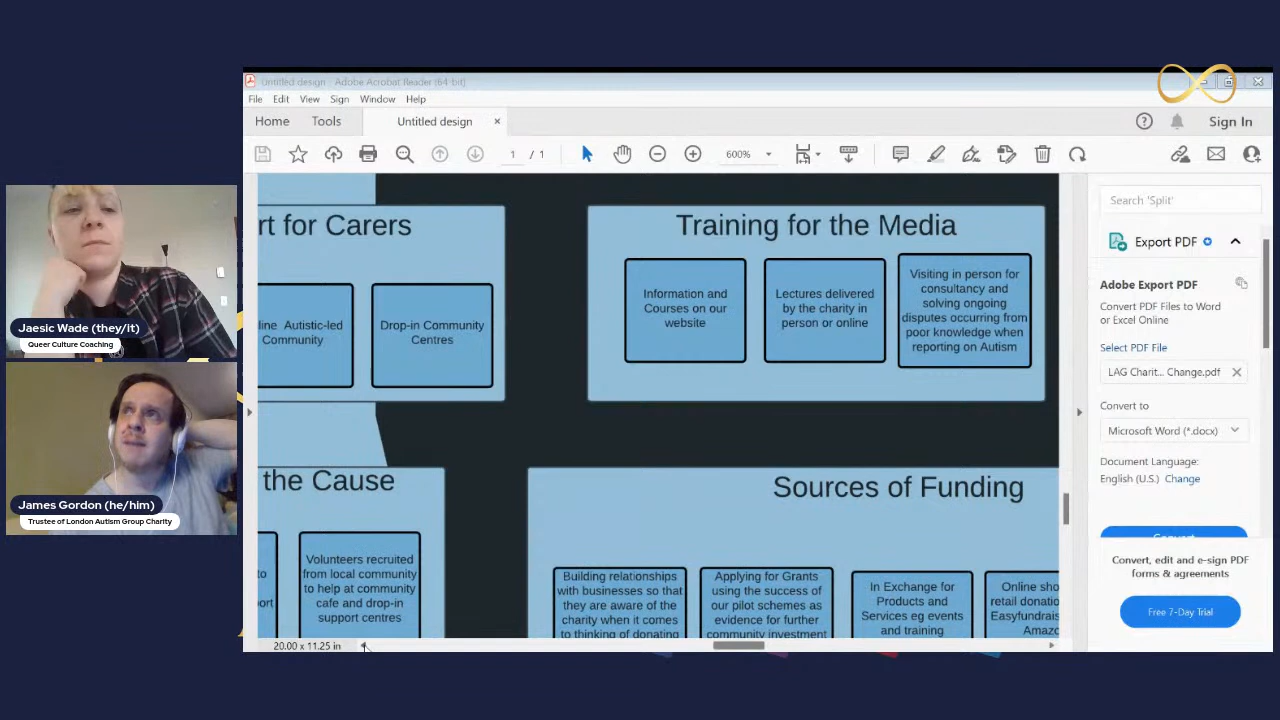 Untitled design - Adobe Acrobat Reader (64-bit)
File Edit View Sign Window Help
Home Tools Untitled design
Sign In
1 / 1
600%
Search 'Split'
Export PDF
Adobe Export PDF
Convert PDF Files to Word
or Excel Online
Select PDF File
LAG Charit... Change.pdf
Convert to
Microsoft Word (*.docx)
Document Language:
English (U.S.) Change
Convert
Convert, edit and e-sign PDF
forms & agreements
Free 7-Day Trial
rt for Carers
line Autistic-led
Community
Drop-in Community
Centres
Training for the Media
Information and
Courses on our
website
Lectures delivered
by the charity in
person or online
Visiting in person for
consultancy and
solving ongoing
disputes occurring from
poor knowledge when
reporting on Autism
the Cause
to
port
Volunteers recruited
from local community
to help at community
cafe and drop-in
support centres
Sources of Funding
Building relationships
with businesses so that
they are aware of the
charity when it comes
to thinking of donating
Applying for Grants
using the success of
our pilot schemes as
evidence for further
community investment
In Exchange for
Products and
Services eg events
and training
Online sho
retail donatio
Easyfundrais
Amazo
20.00 x 11.25 in
Jaesic Wade (they/it)
Queer Culture Coaching
James Gordon (he/him)
Trustee of London Autism Group Charity